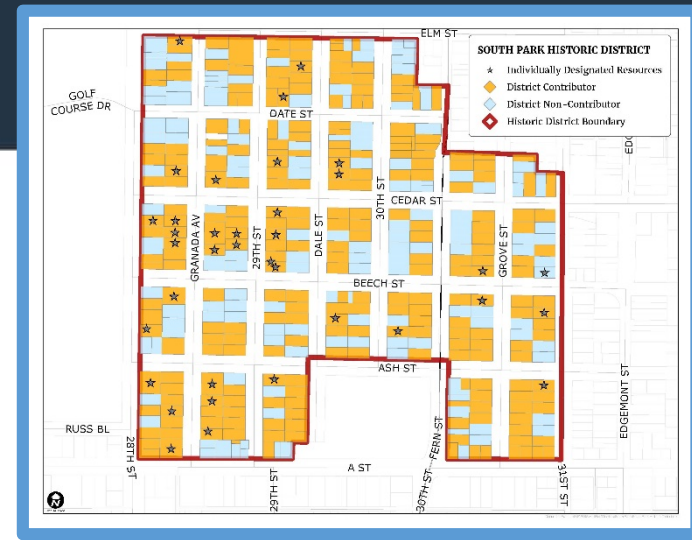 ELM ST
SOUTH PARK HISTORIC DISTRICT
Individually Designated Resources
District Contributor
District Non-Contributor
Historic District Boundary
GOLF
COURSE DR
DATE ST
30TH ST
CEDAR ST
GRANADA AV
29TH ST
DALE ST
GROVE ST
BEECH ST
ASH ST
EDGEMONT ST
RUSS BL
FERN ST
28TH ST
A ST
29TH ST
30TH ST
31ST ST
N